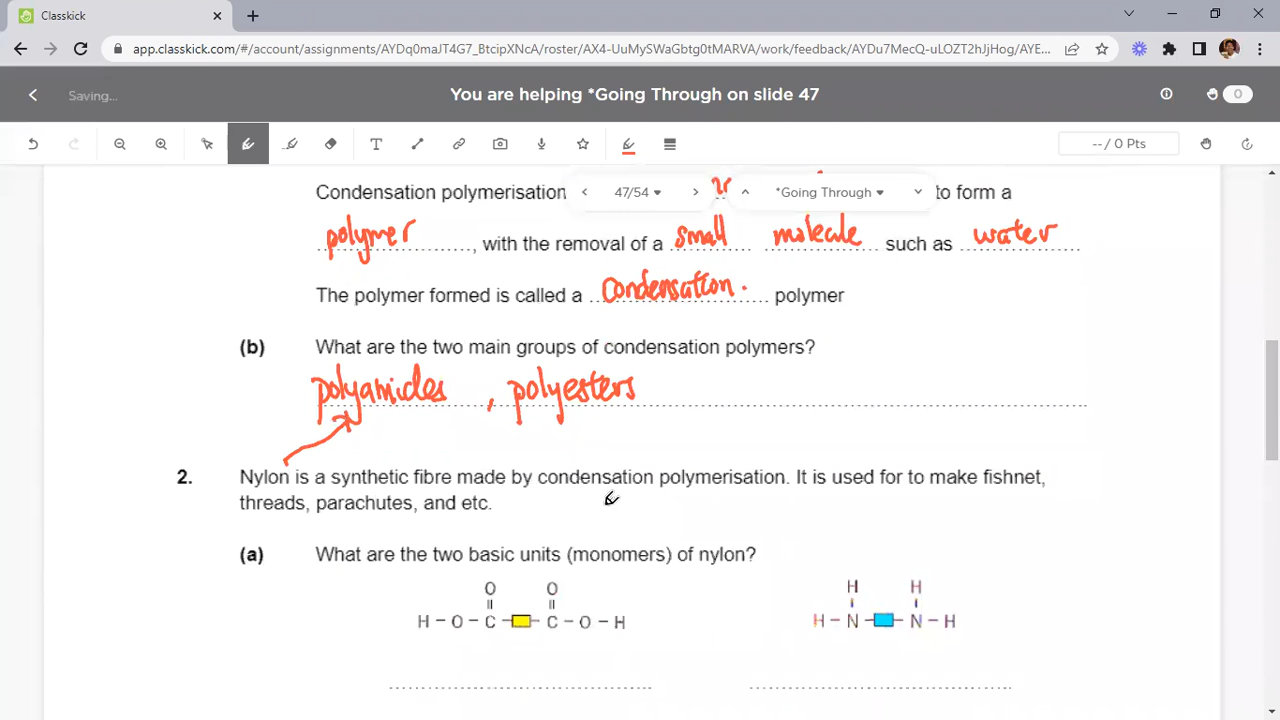 Classkick
app.classkick.com/#/account/assignments/AYDq0maJT4G7_BtcipXNCA/roster/AX4-UuMySWaGbtg0tMARVA/work/feedback/AYDu7MecQ-uLOZT2hJjHog/AYE...
Saving...
You are helping *Going Through on slide 47
0
T
-- / 0 Pts
47/54
*Going Through
Condensation polymerisation to form a
polymer, with the removal of a small molecule such as water
The polymer formed is called a condensation. polymer
(b) What are the two main groups of condensation polymers?
polyamides, polyesters
2. Nylon is a synthetic fibre made by condensation polymerisation. It is used for to make fishnet,
threads, parachutes, and etc.
(a) What are the two basic units (monomers) of nylon?
O O H H
H - O - C - - C - O - H H - N - - N - H